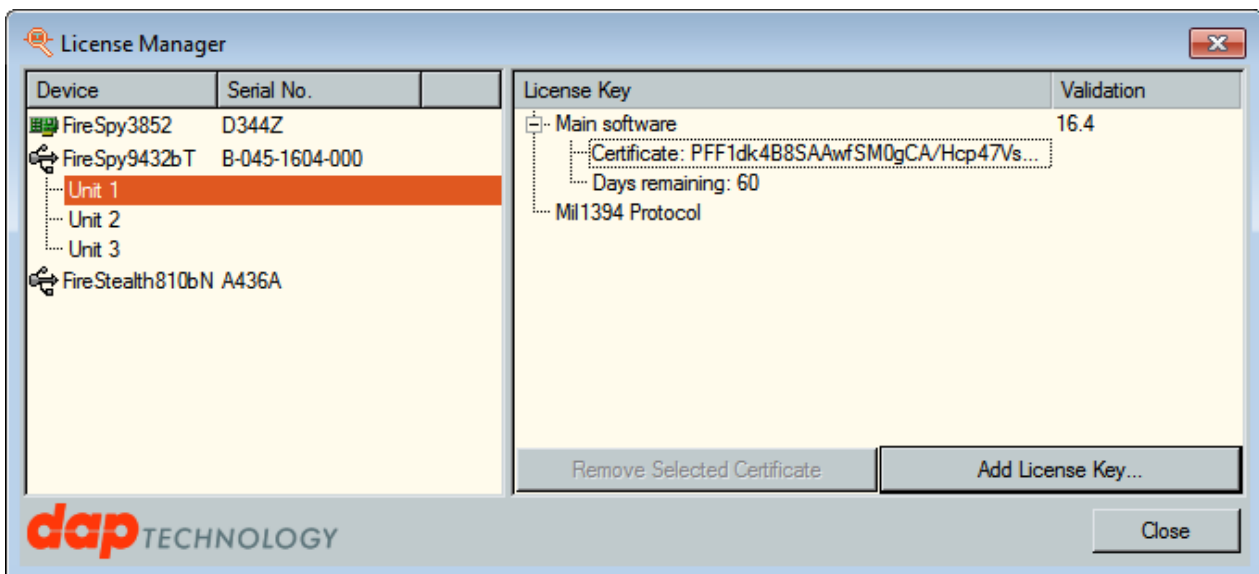 License Manager
Device Serial No.
FireSpy3852 D344Z
FireSpy9432bT B-045-1604-000
Unit 1
Unit 2
Unit 3
FireStealth810bN A436A
License Key Validation
Main software 16.4
Certificate: PFF1dk4B8SAAwfSM0gCA/Hcp47Vs...
Days remaining: 60
Mil1394 Protocol
Remove Selected Certificate Add License Key...
dap TECHNOLOGY
Close